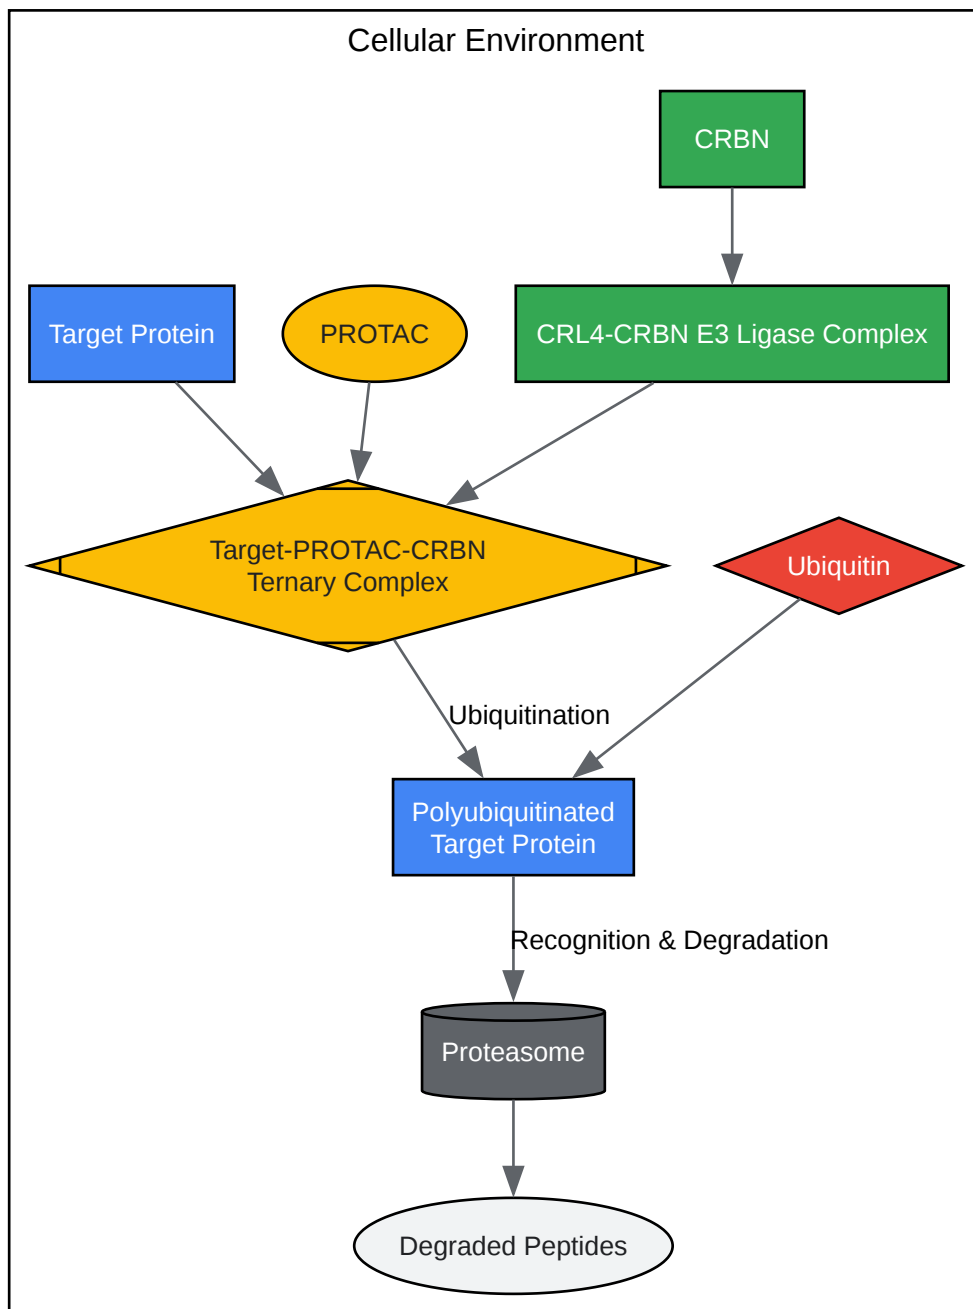 Cellular Environment
CRBN
Target Protein
PROTAC
CRL4-CRBN E3 Ligase Complex
Target-PROTAC-CRBN
Ternary Complex
Ubiquitin
Ubiquitination
Polyubiquitinated
Target Protein
Recognition & Degradation
Proteasome
Degraded Peptides